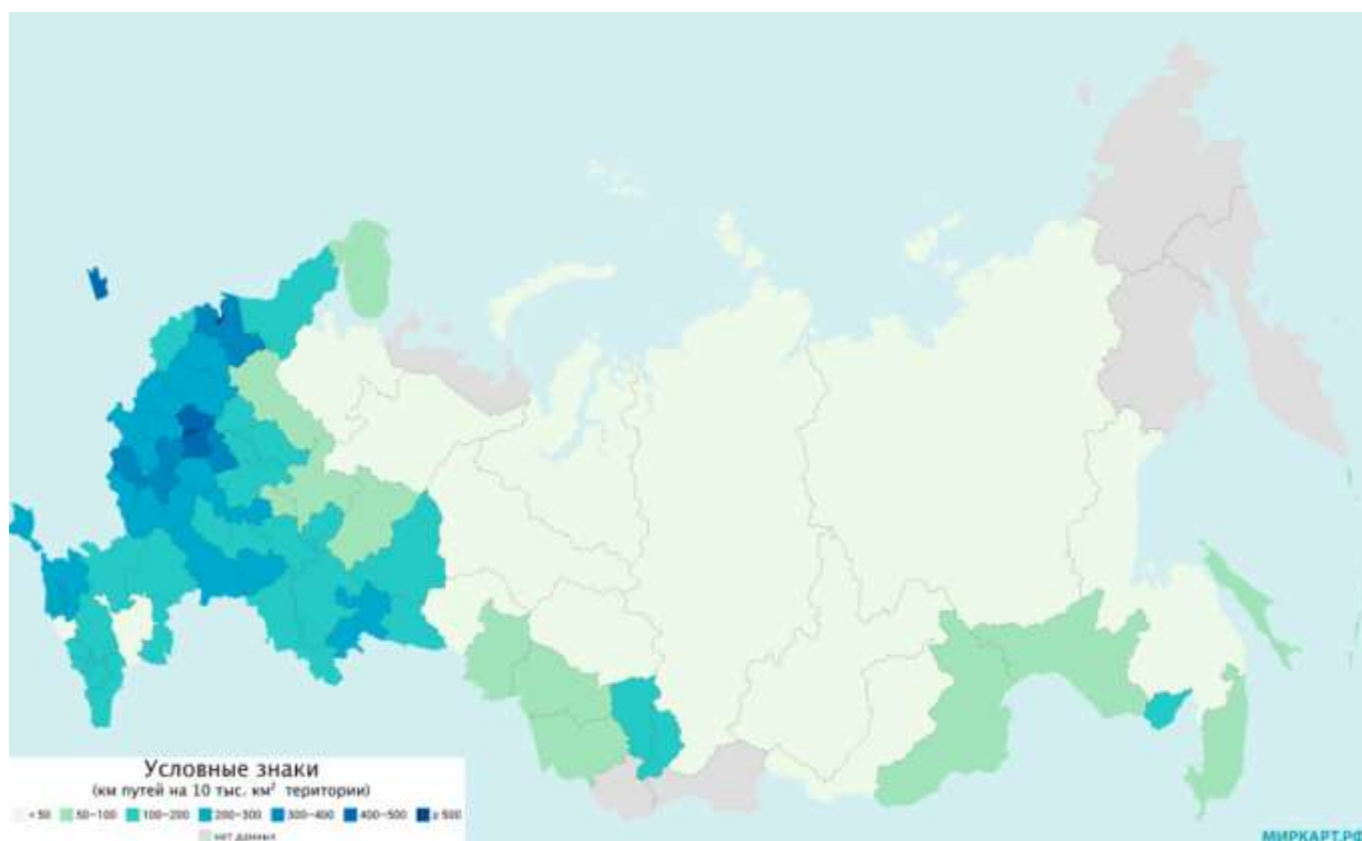 Условные знаки
(км путей на 10 тыс. км² територии)
< 50 50-100 100-200 200-300 300-400 400-500 ≥ 500
нет данных
МИРКАРТ.РФ